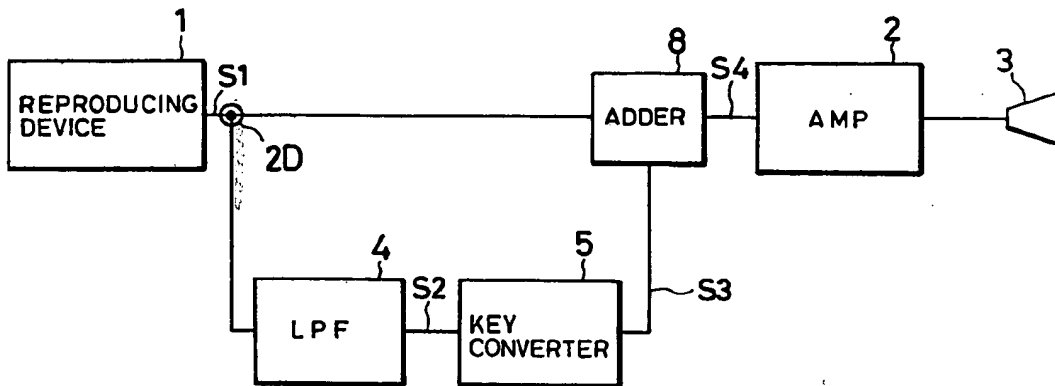 1
REPRODUCING
DEVICE
S1
2D
8
ADDER
S4
2
AMP
3
4
LPF
S2
5
KEY
CONVERTER
S3